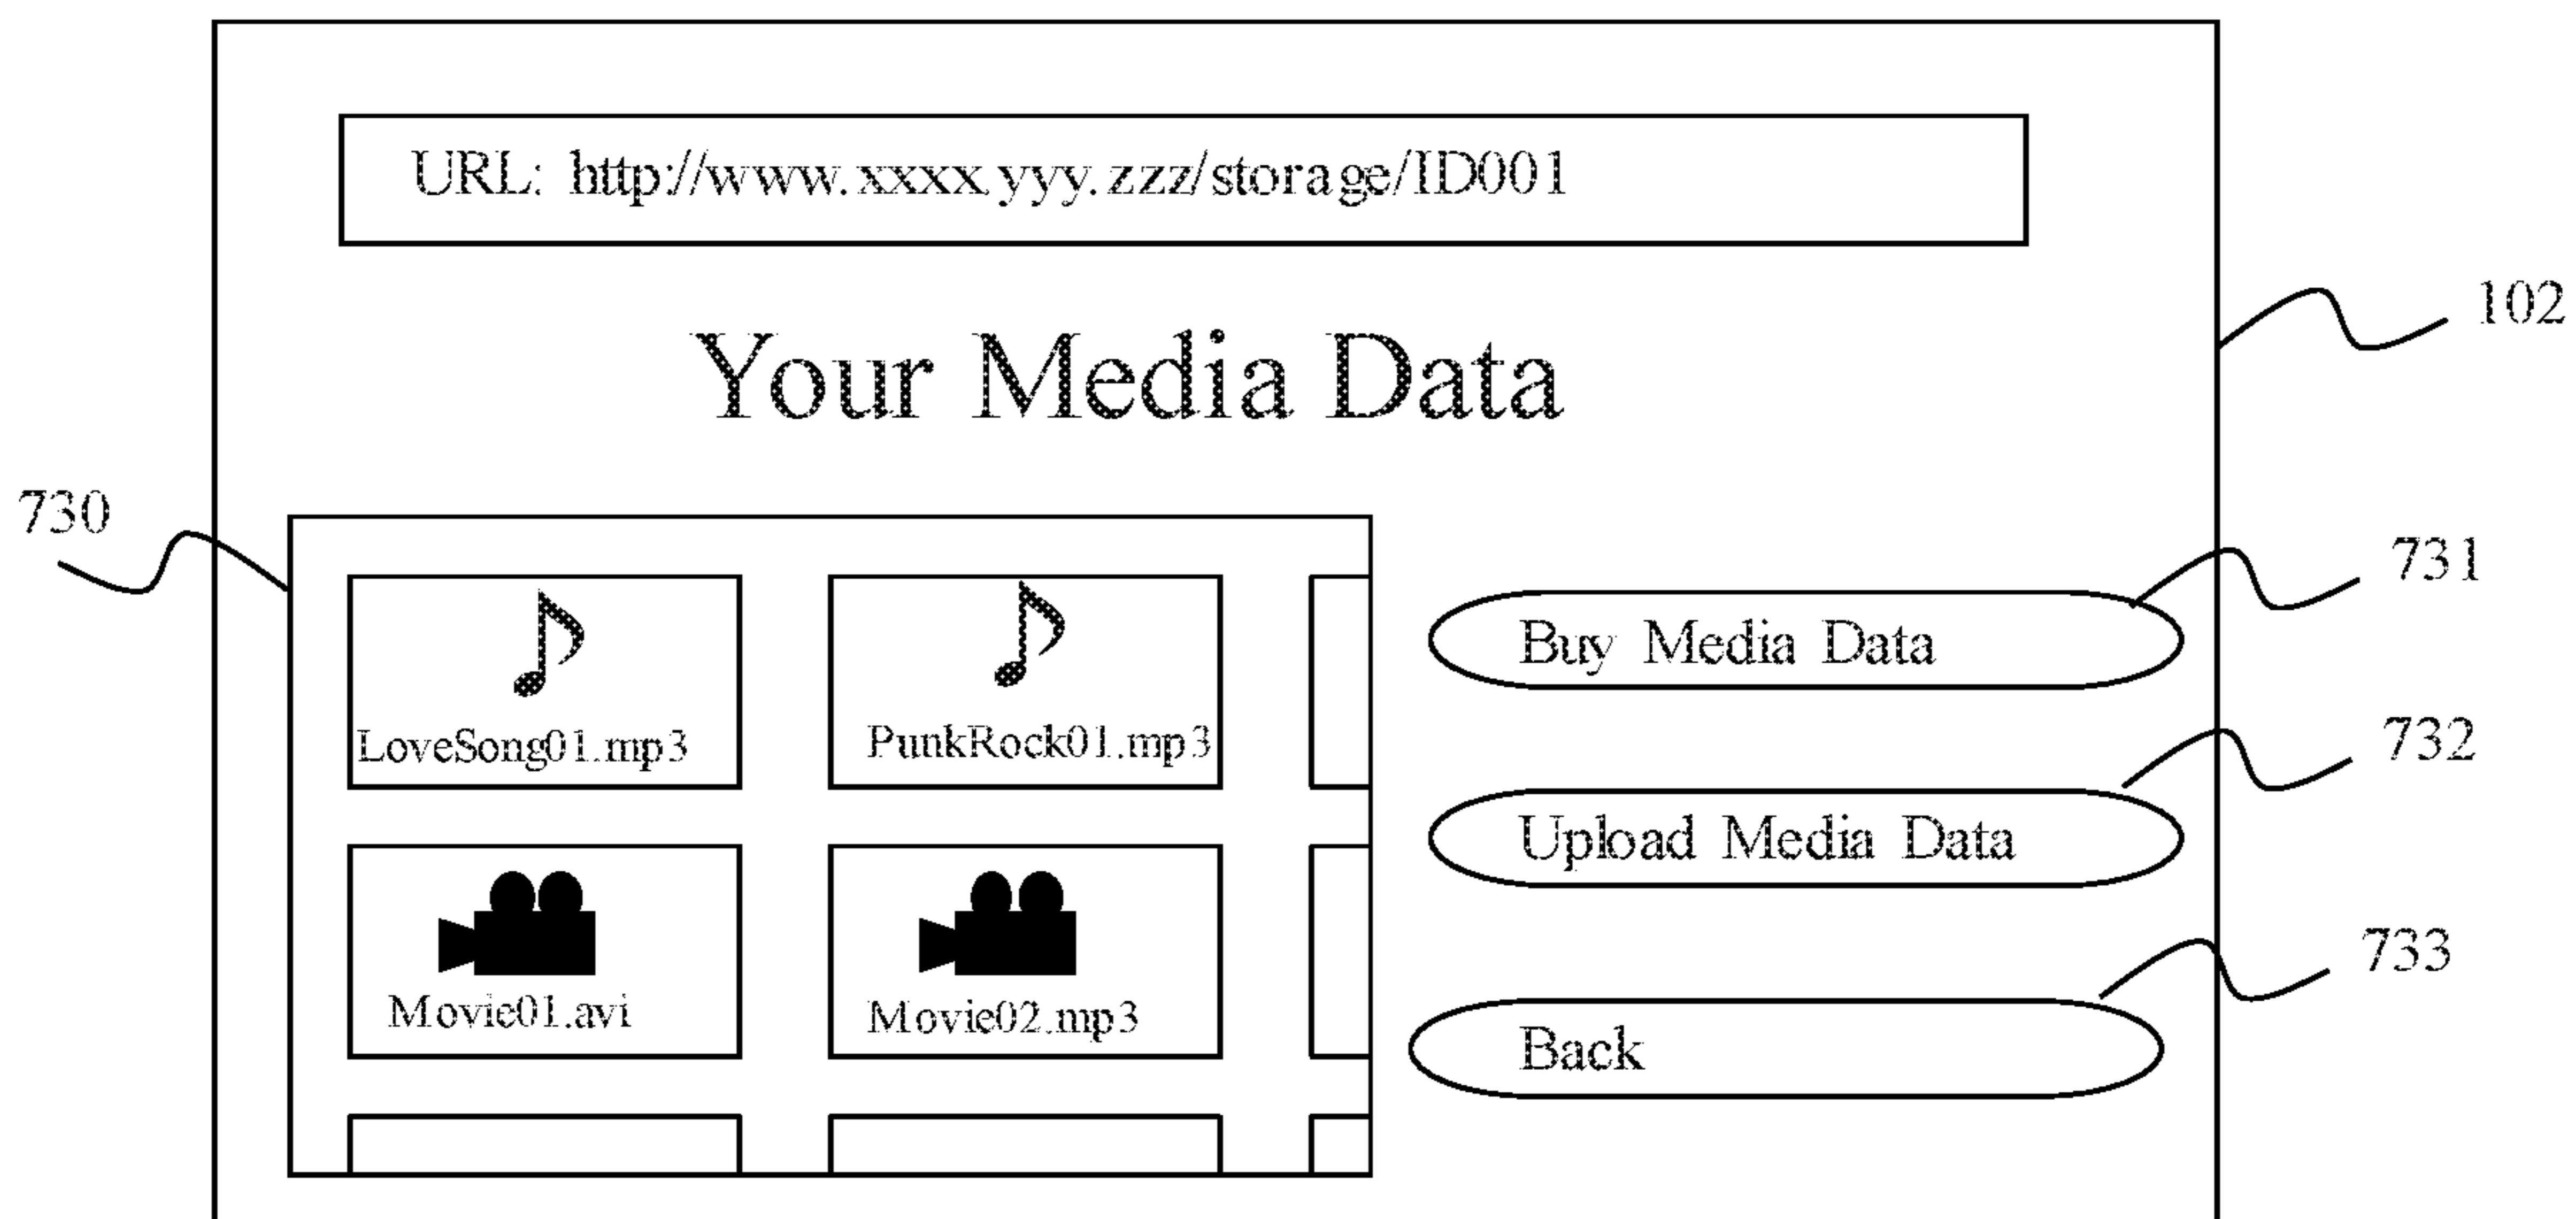 URL: http://www.xxxx.yyy.zzz/storage/ID001
102
Your Media Data
730
731
LoveSong01.mp3
PunkRock01.mp3
Buy Media Data
732
Upload Media Data
Movie01.avi
Movie02.mp3
733
Back